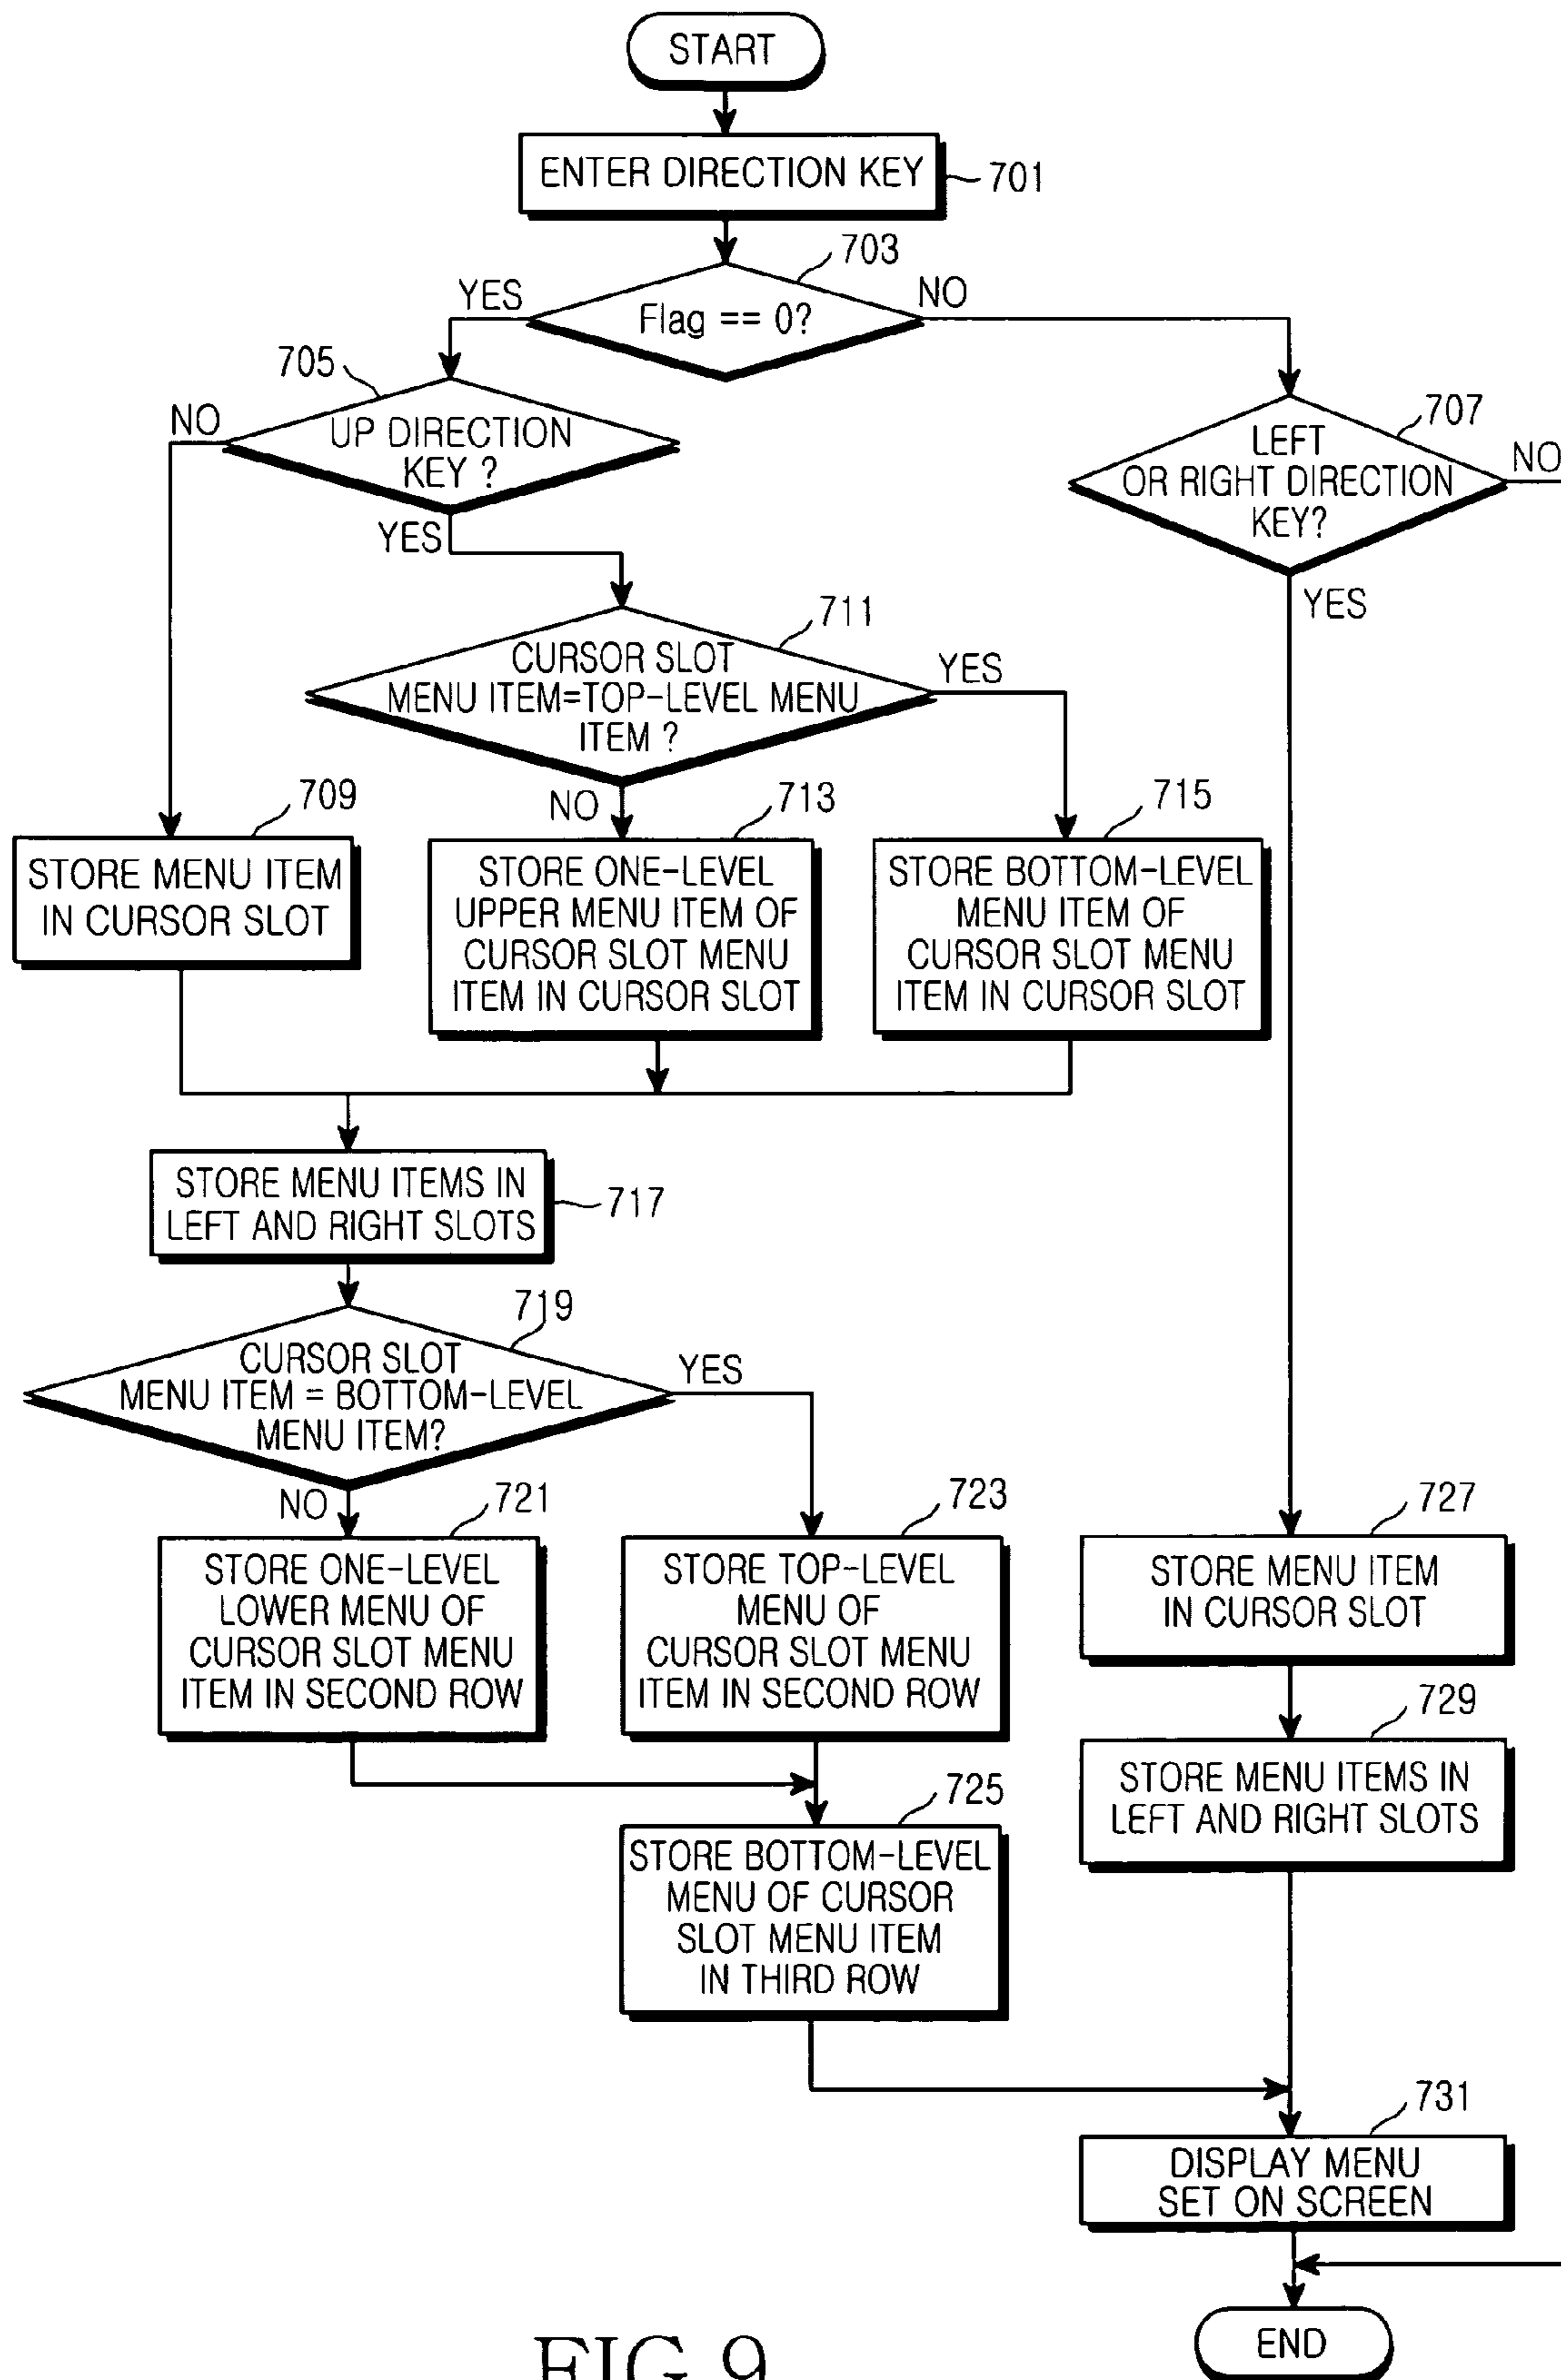 START
ENTER DIRECTION KEY
701
703
YES
Flag == 0?
NO
705
NO
UP DIRECTION
KEY ?
YES
707
LEFT
OR RIGHT DIRECTION
KEY?
NO
YES
711
CURSOR SLOT
MENU ITEM=TOP-LEVEL MENU
ITEM ?
YES
NO
709
STORE MENU ITEM
IN CURSOR SLOT
713
STORE ONE-LEVEL
UPPER MENU ITEM OF
CURSOR SLOT MENU
ITEM IN CURSOR SLOT
715
STORE BOTTOM-LEVEL
MENU ITEM OF
CURSOR SLOT MENU
ITEM IN CURSOR SLOT
STORE MENU ITEMS IN
LEFT AND RIGHT SLOTS
717
719
CURSOR SLOT
MENU ITEM = BOTTOM-LEVEL
MENU ITEM?
YES
NO
721
STORE ONE-LEVEL
LOWER MENU OF
CURSOR SLOT MENU
ITEM IN SECOND ROW
723
STORE TOP-LEVEL
MENU OF
CURSOR SLOT MENU
ITEM IN SECOND ROW
727
STORE MENU ITEM
IN CURSOR SLOT
729
STORE MENU ITEMS IN
LEFT AND RIGHT SLOTS
725
STORE BOTTOM-LEVEL
MENU OF CURSOR
SLOT MENU ITEM
IN THIRD ROW
731
DISPLAY MENU
SET ON SCREEN
END
FIG.9